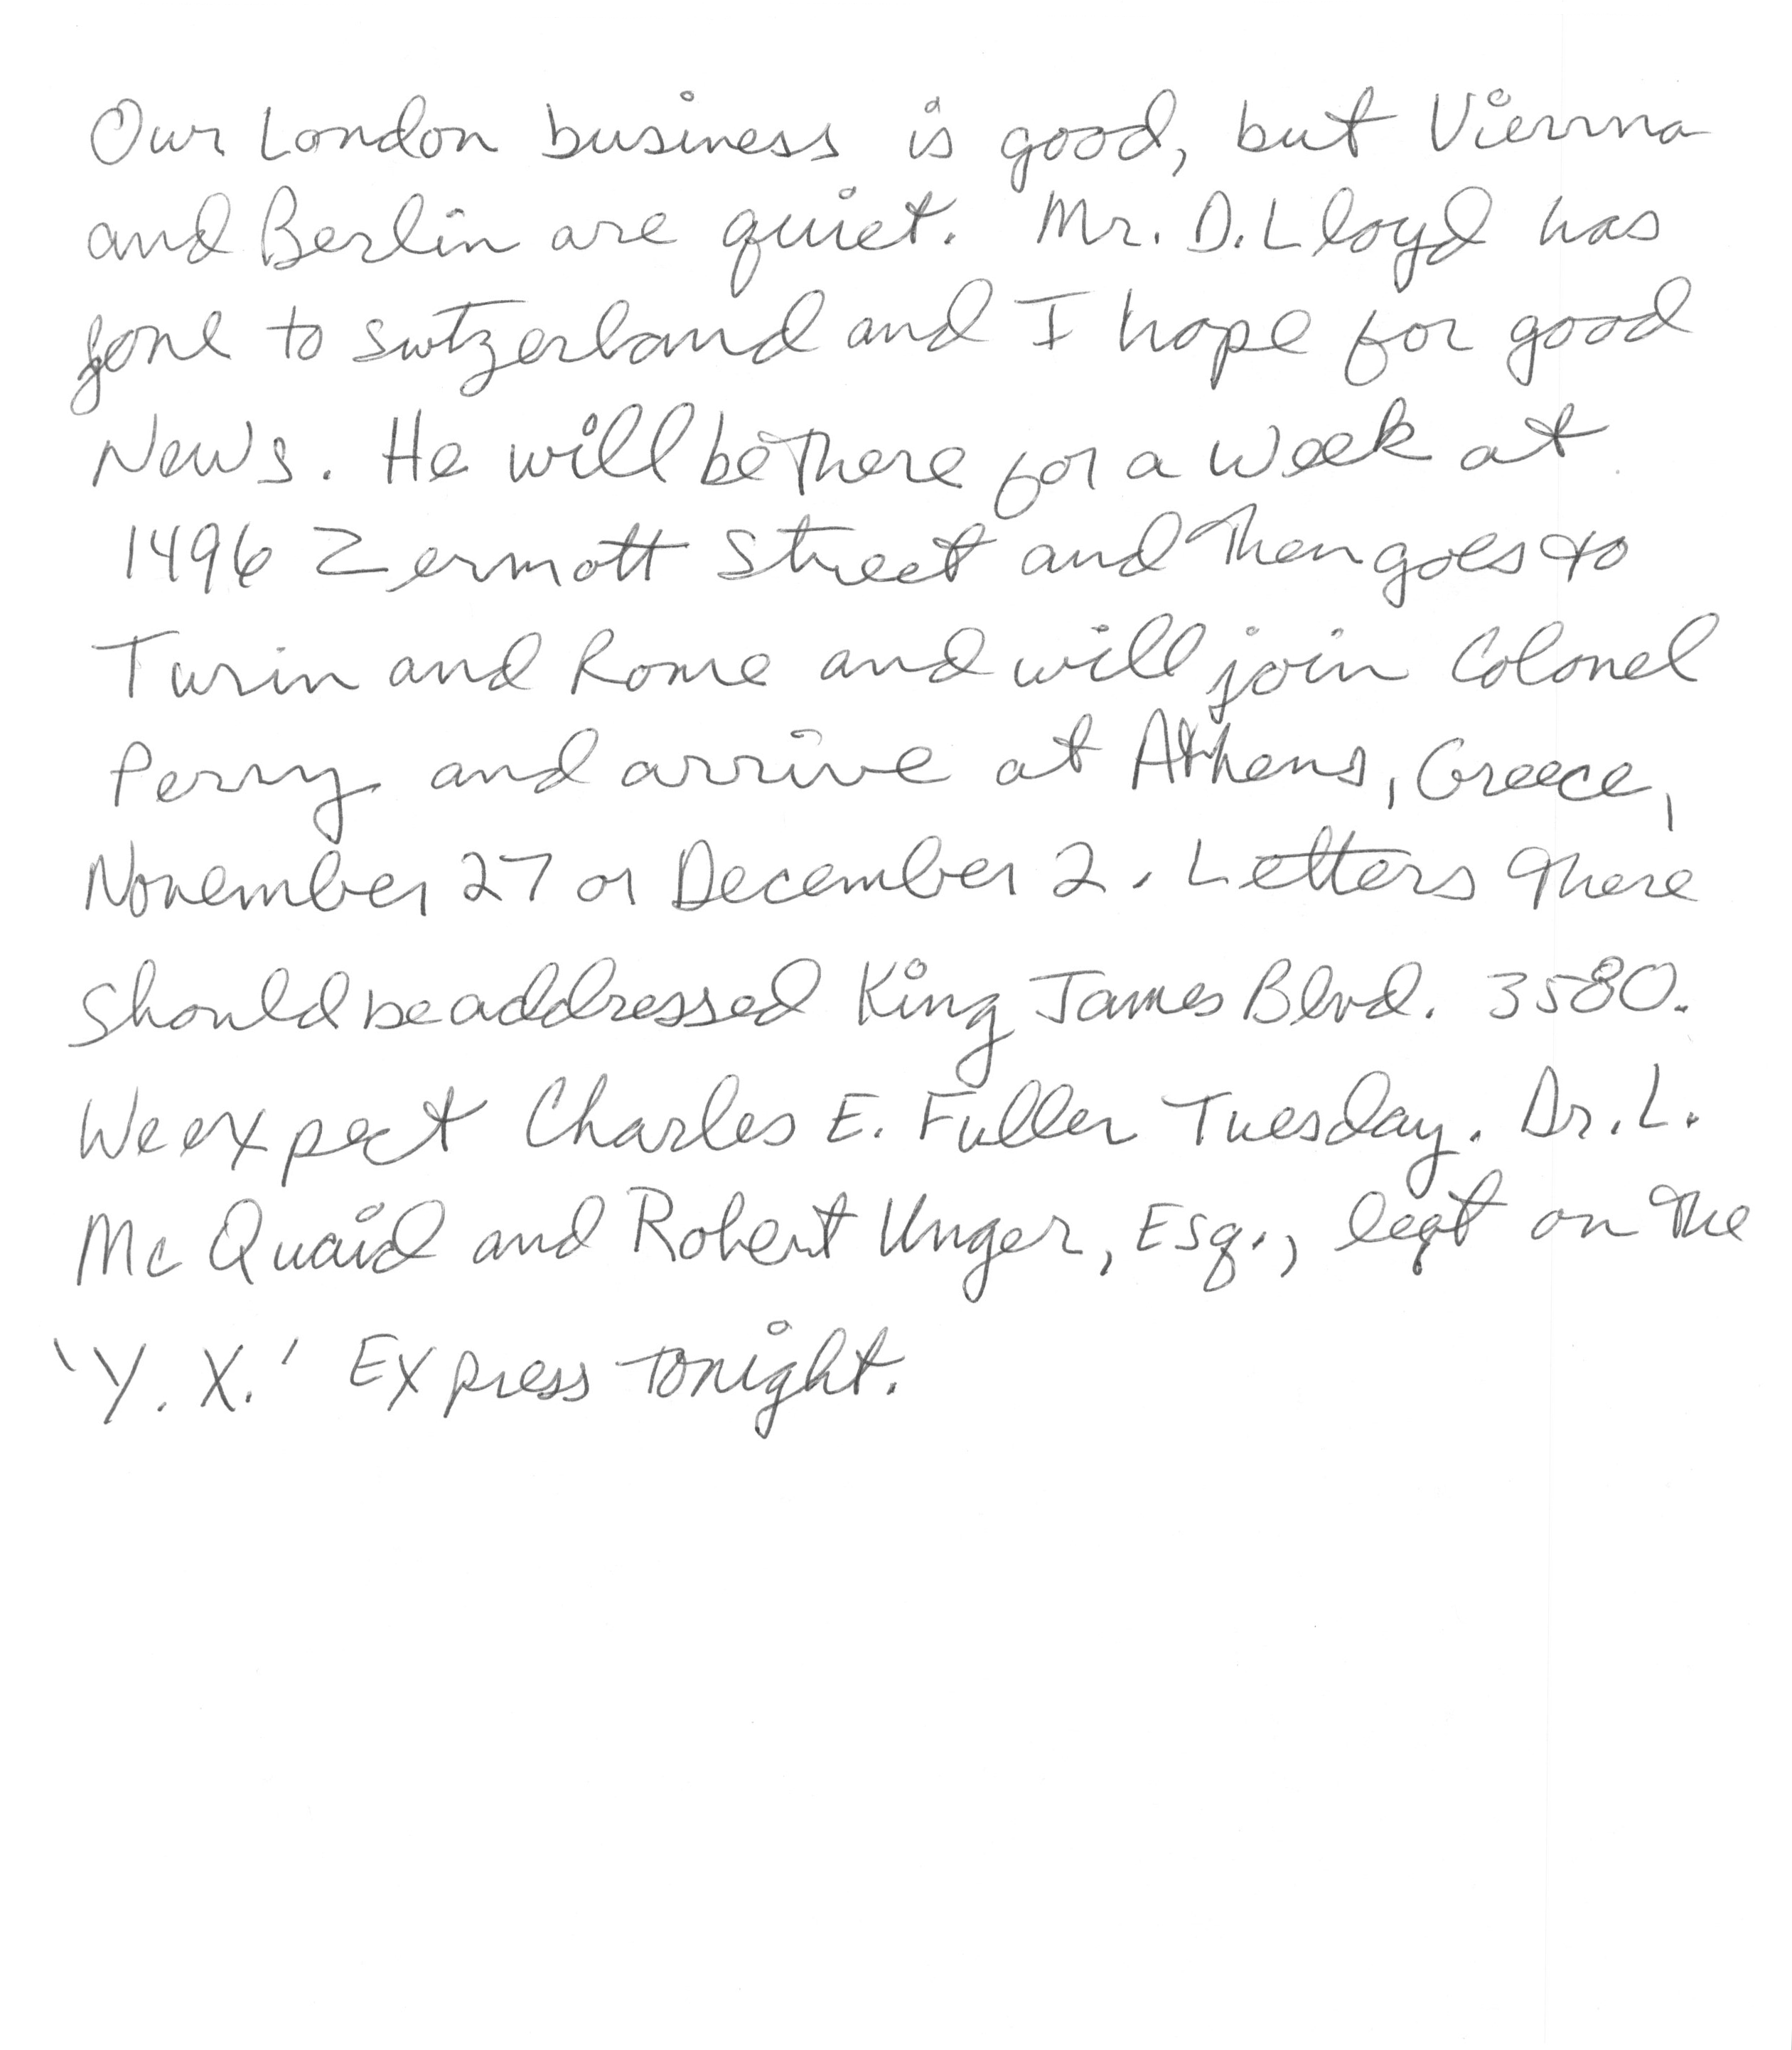 Our London business is good, but Vienna
and Berlin are quiet. Mr. D. Lloyd has
gone to Switzerland and I hope for good
News. He will be there for a week at
1496 Zermott Street and then goes to
Turin and Rome and will join Colonel
Perry and arrive at Athens, Greece,
November 27 or December 2. Letters there
should be addressed King James Blvd. 3580.
We expect Charles E. Fuller Tuesday. Dr. L.
McQuaid and Robert Unger, Esq., left on the
'Y. X.' Express tonight.